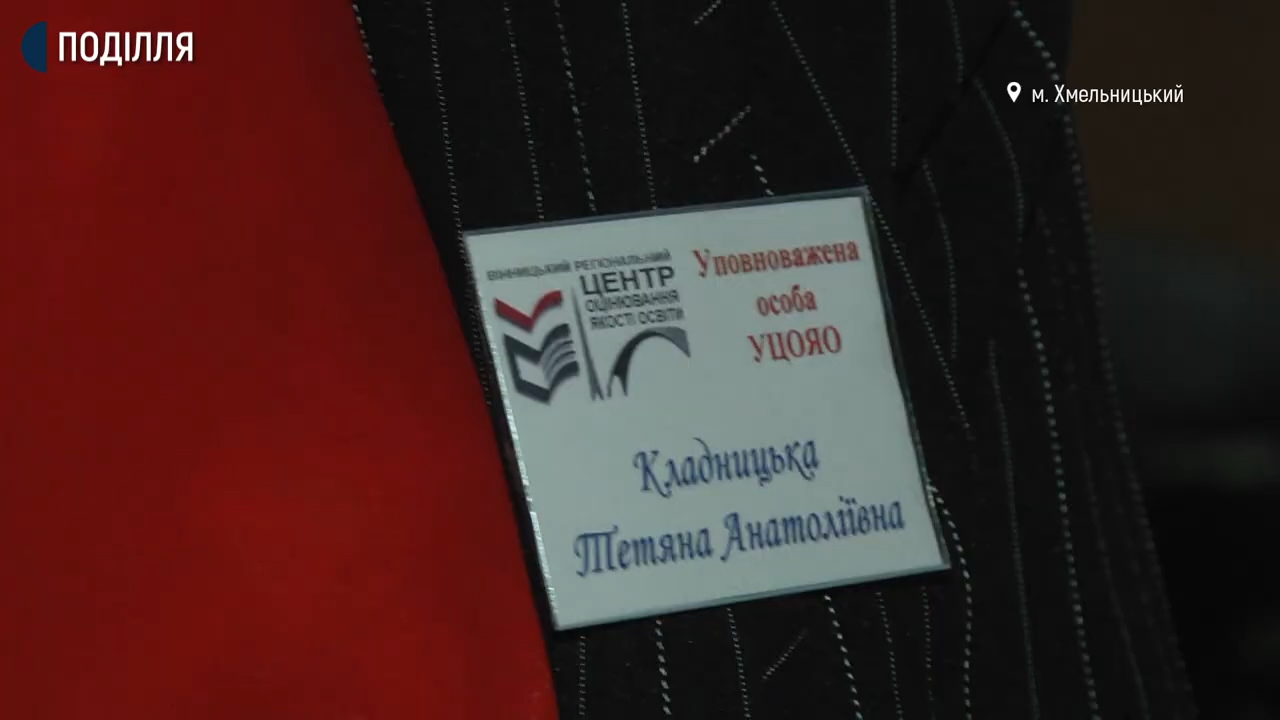 ПОДІЛЛЯ
м. Хмельницький
ВІННИЦЬКИЙ РЕГІОНАЛЬНИЙ
ЦЕНТР
ОЦІНЮВАННЯ
ЯКОСТІ ОСВІТИ
Уповноважена
особа
УЦОЯО
Кладницька
Тетяна Анатоліївна